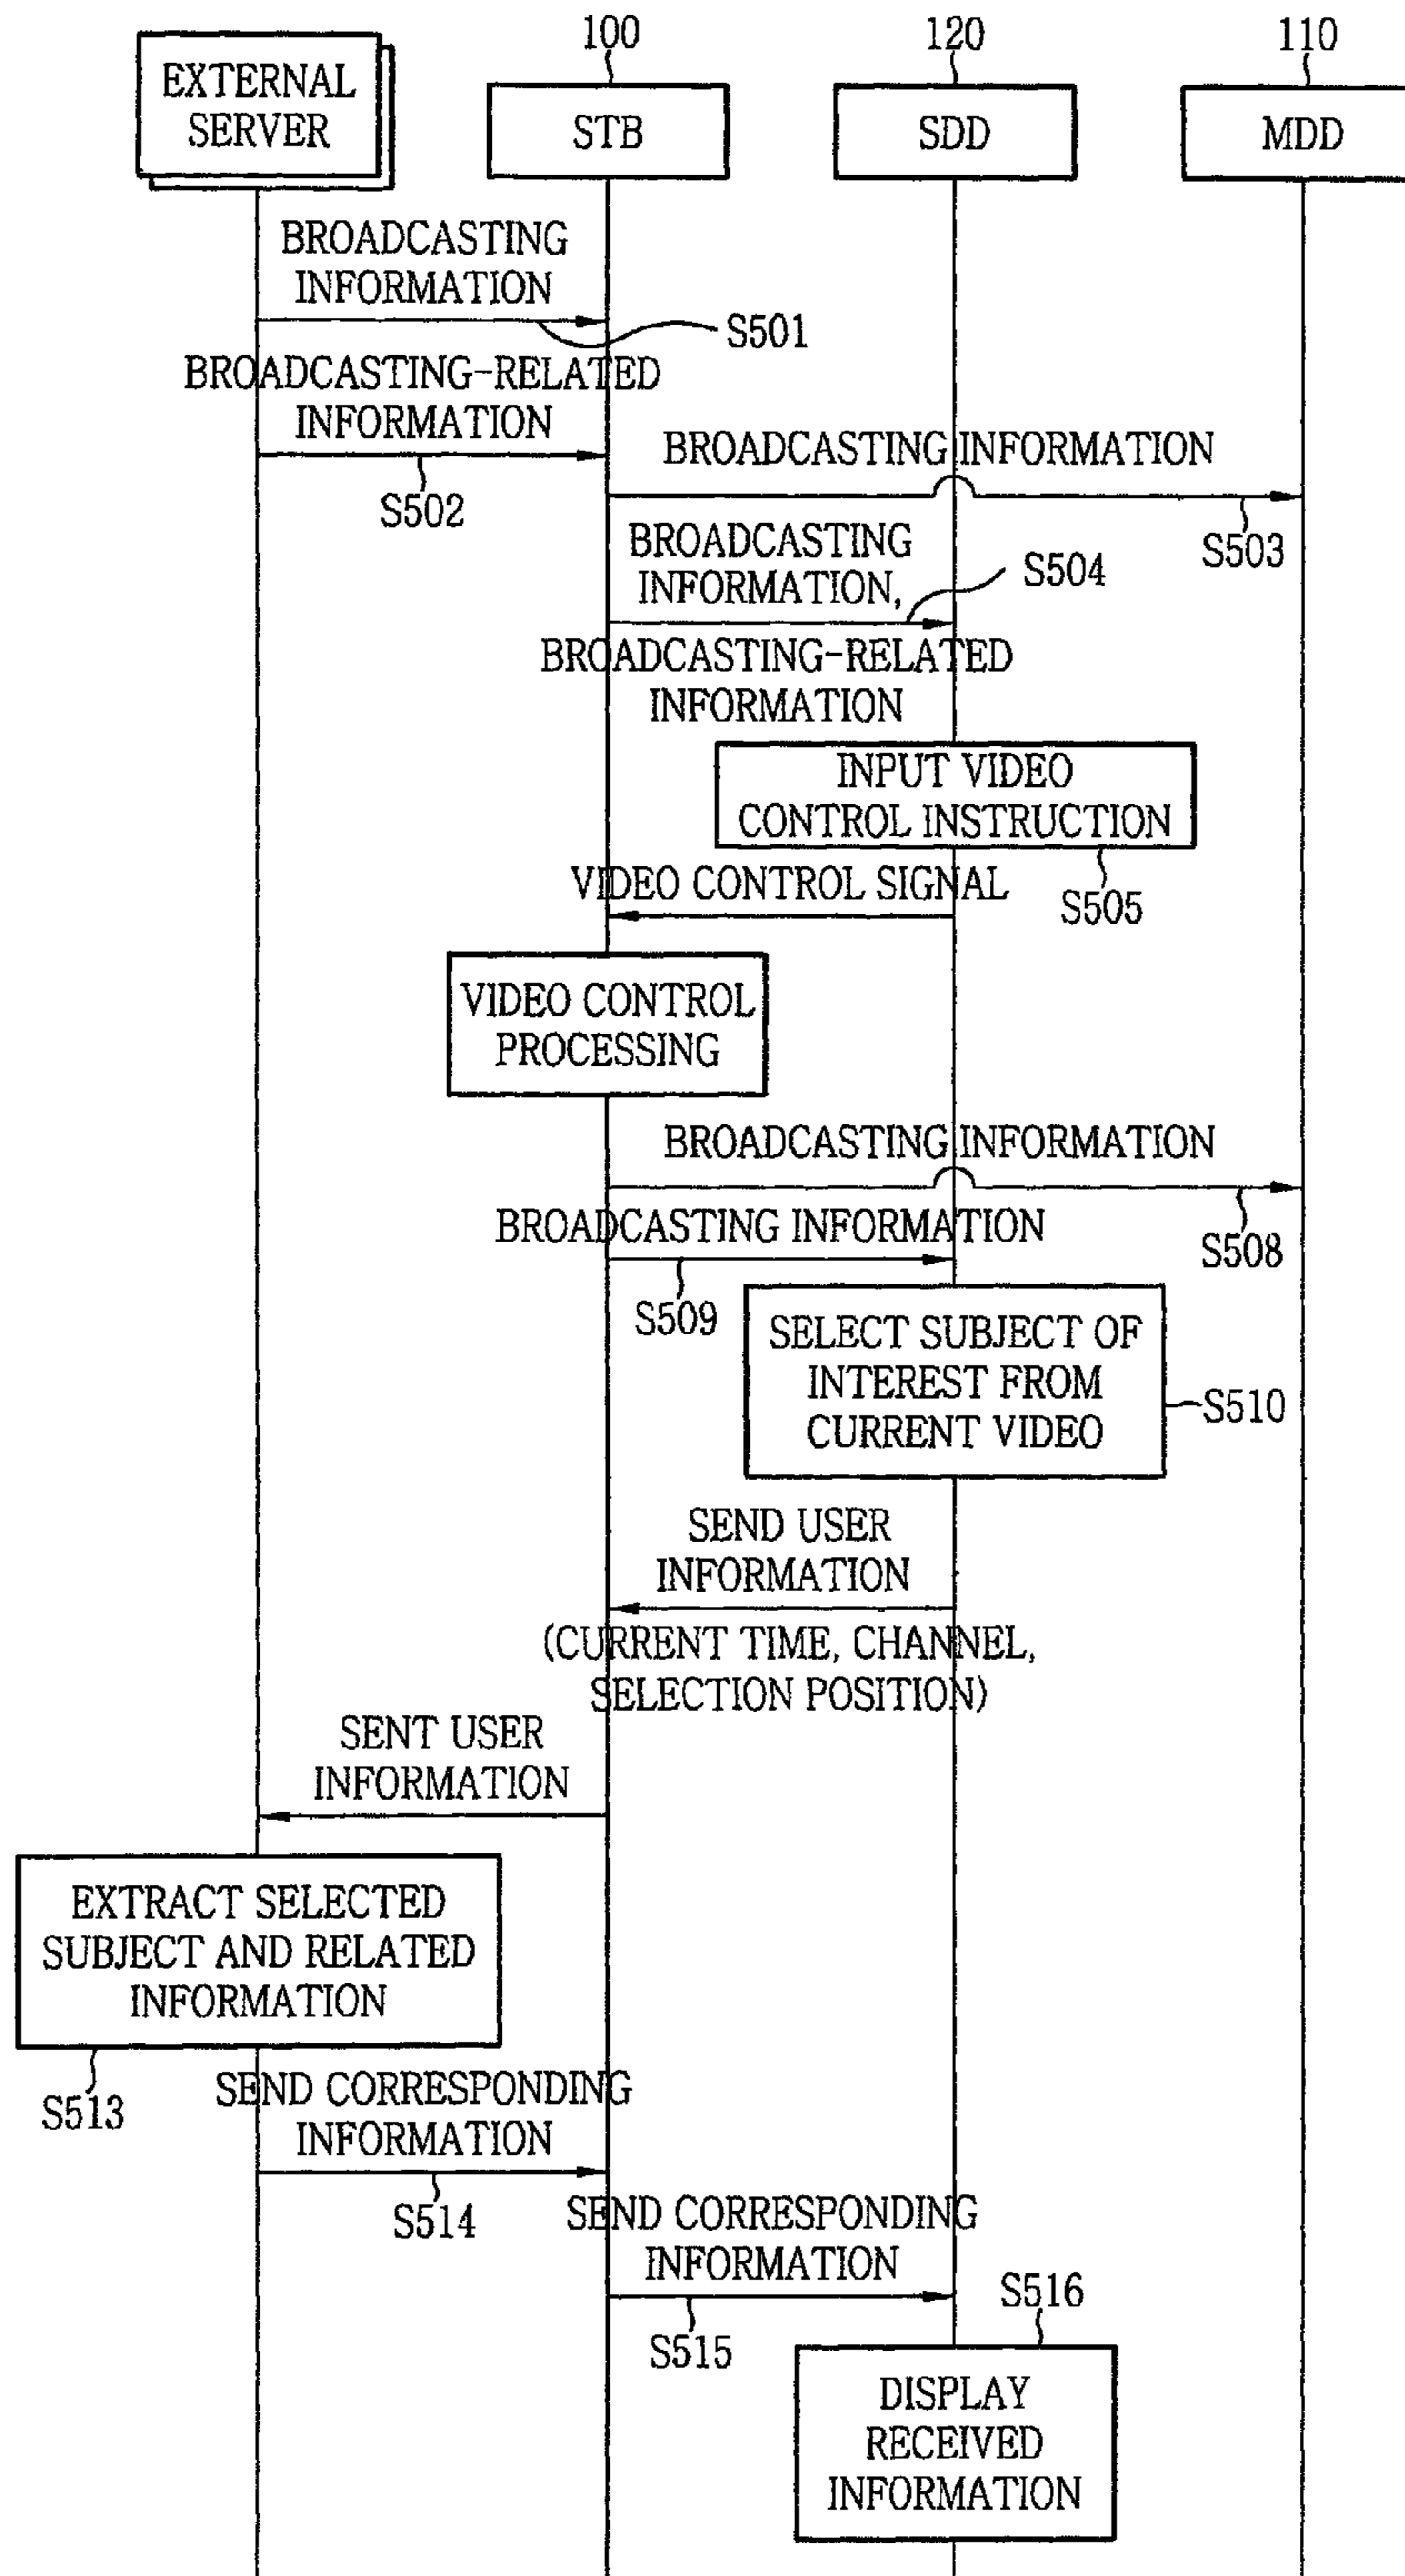 100
120
110
EXTERNAL
SERVER
STB
SDD
MDD
BROADCASTING
INFORMATION
S501
BROADCASTING-RELATED
INFORMATION
S502
BROADCASTING INFORMATION
S503
BROADCASTING
INFORMATION,
S504
BROADCASTING-RELATED
INFORMATION
INPUT VIDEO
CONTROL INSTRUCTION
S505
VIDEO CONTROL SIGNAL
VIDEO CONTROL
PROCESSING
BROADCASTING INFORMATION
S508
BROADCASTING INFORMATION
S509
SELECT SUBJECT OF
INTEREST FROM
CURRENT VIDEO
S510
SEND USER
INFORMATION
(CURRENT TIME, CHANNEL,
SELECTION POSITION)
SENT USER
INFORMATION
EXTRACT SELECTED
SUBJECT AND RELATED
INFORMATION
S513
SEND CORRESPONDING
INFORMATION
S514
SEND CORRESPONDING
INFORMATION
S515
S516
DISPLAY
RECEIVED
INFORMATION